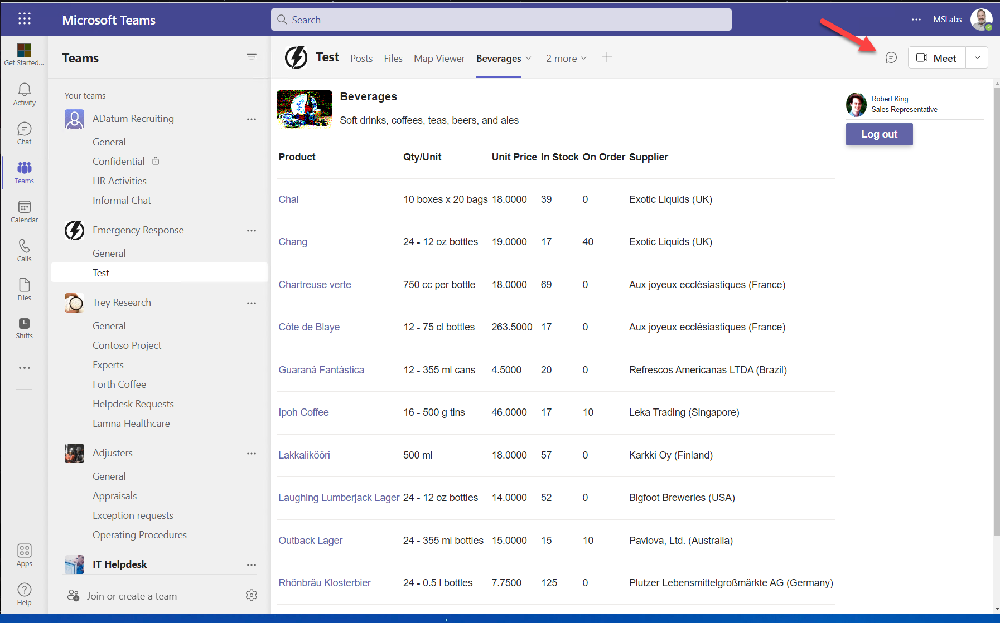 Microsoft Teams
Search
MSLabs
Get Started...
Activity
Chat
Teams
Calendar
Calls
Files
Shifts
Apps
Help
Teams
Your teams
ADatum Recruiting
General
Confidential
HR Activities
Informal Chat
Emergency Response
General
Test
Trey Research
General
Contoso Project
Experts
Forth Coffee
Helpdesk Requests
Lamna Healthcare
Adjusters
General
Appraisals
Exception requests
Operating Procedures
IT Helpdesk
Join or create a team
Test Posts Files Map Viewer Beverages 2 more Meet
Beverages
Soft drinks, coffees, teas, beers, and ales
Robert King
Sales Representative
Log out
Product Qty/Unit Unit Price In Stock On Order Supplier
Chai 10 boxes x 20 bags 18.0000 39 0 Exotic Liquids (UK)
Chang 24 - 12 oz bottles 19.0000 17 40 Exotic Liquids (UK)
Chartreuse verte 750 cc per bottle 18.0000 69 0 Aux joyeux ecclésiastiques (France)
Côte de Blaye 12 - 75 cl bottles 263.5000 17 0 Aux joyeux ecclésiastiques (France)
Guaraná Fantástica 12 - 355 ml cans 4.5000 20 0 Refrescos Americanas LTDA (Brazil)
Ipoh Coffee 16 - 500 g tins 46.0000 17 10 Leka Trading (Singapore)
Lakkalikööri 500 ml 18.0000 57 0 Karkki Oy (Finland)
Laughing Lumberjack Lager 24 - 12 oz bottles 14.0000 52 0 Bigfoot Breweries (USA)
Outback Lager 24 - 355 ml bottles 15.0000 15 10 Pavlova, Ltd. (Australia)
Rhönbräu Klosterbier 24 - 0.5 l bottles 7.7500 125 0 Plutzer Lebensmittelgroßmärkte AG (Germany)